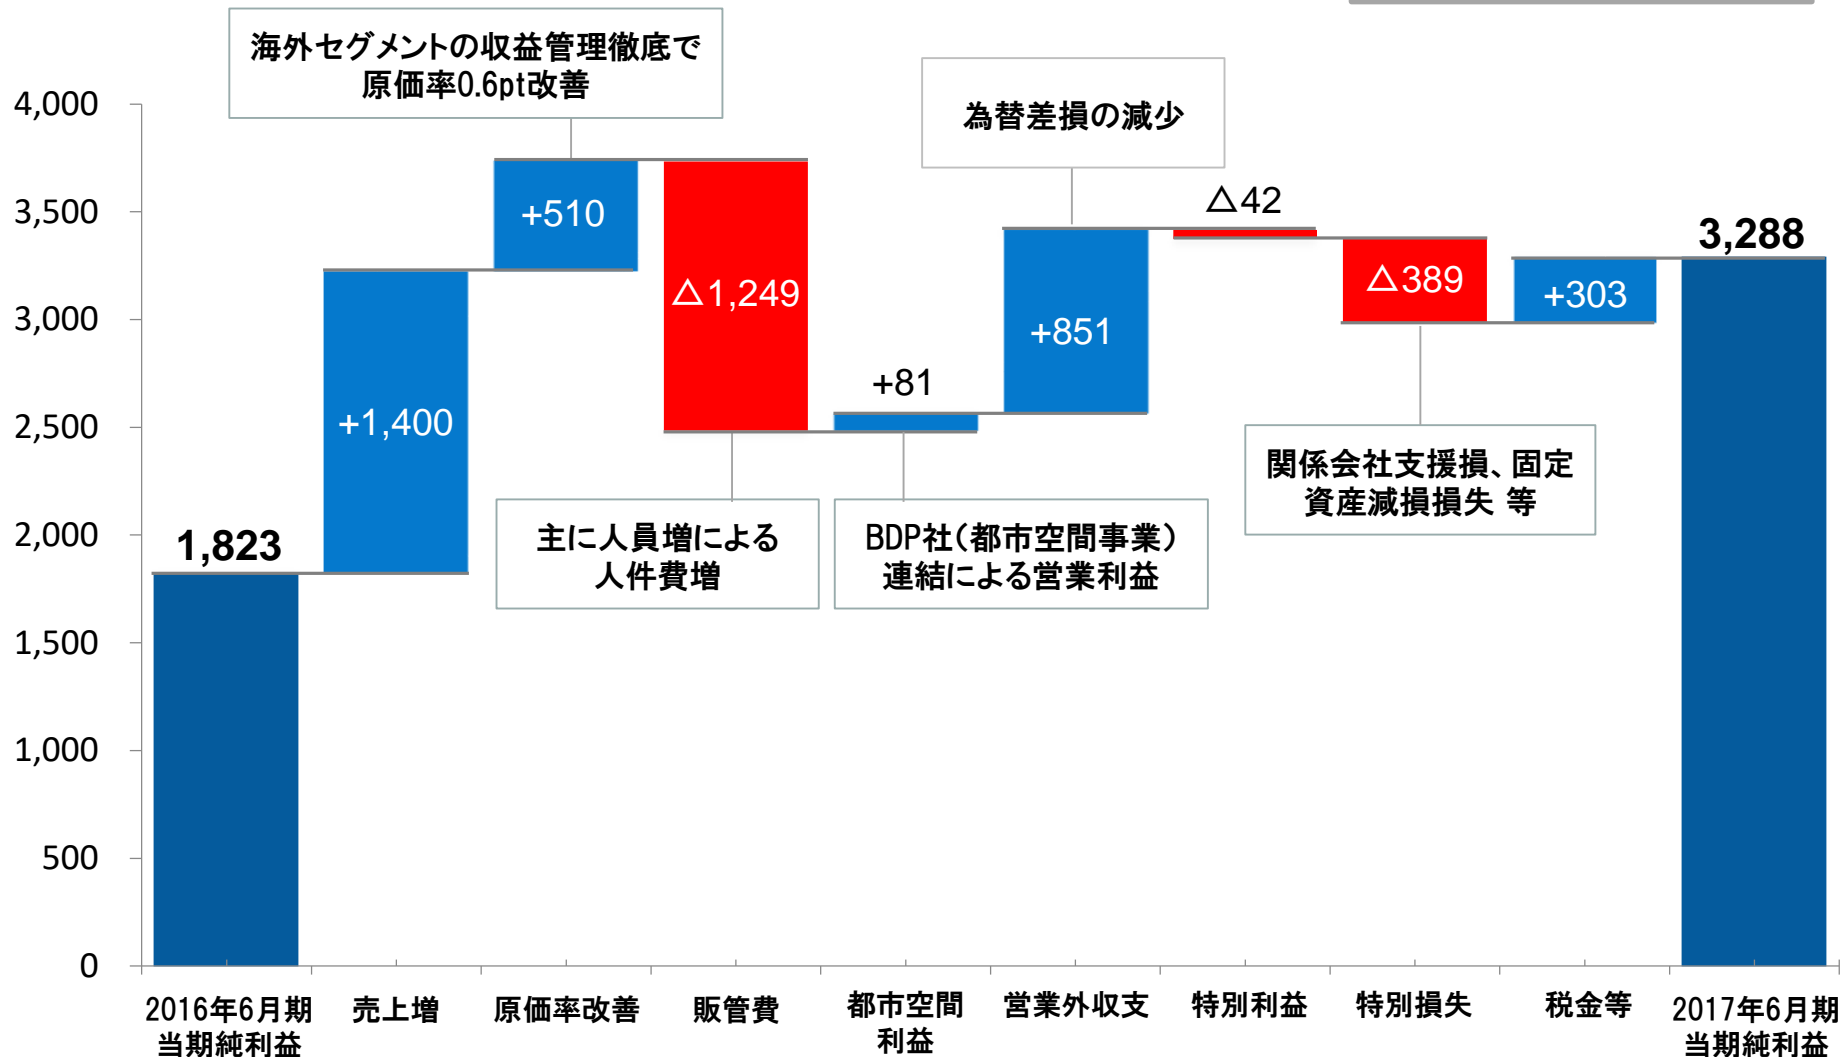 海外セグメントの収益管理徹底で
原価率0.6pt改善
為替差損の減少
4,000
3,500
3,000
2,500
2,000
1,500
1,000
500
0
1,823
+1,400
+510
△1,249
+81
+851
△42
△389
+303
3,288
主に人員増による
人件費増
BDP社(都市空間事業)
連結による営業利益
関係会社支援損、固定
資産減損損失 等
2016年6月期
当期純利益
売上増
原価率改善
販管費
都市空間
利益
営業外収支
特別利益
特別損失
税金等
2017年6月期
当期純利益